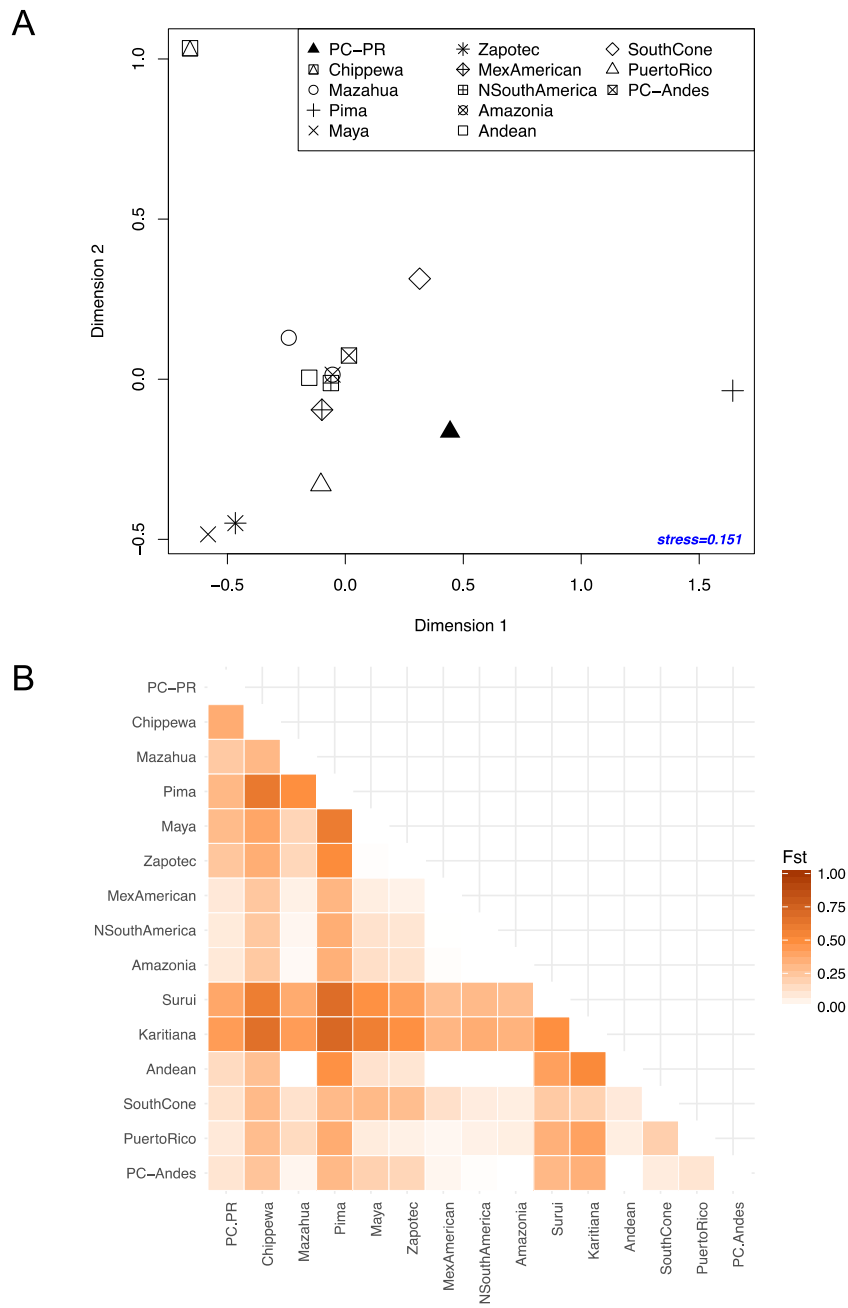 A
PC−PR Zapotec SouthCone
Chippewa MexAmerican PuertoRico
Mazahua NSouthAmerica PC−Andes
Pima Amazonia
Maya Andean
1.0
0.5
0.0
−0.5
Dimension 2
stress=0.151
−0.5 0.0 0.5 1.0 1.5
Dimension 1
B
PC−PR
Chippewa
Mazahua
Pima
Maya
Zapotec
MexAmerican
NSouthAmerica
Amazonia
Surui
Karitiana
Andean
SouthCone
PuertoRico
PC−Andes
PC.PR
Chippewa
Mazahua
Pima
Maya
Zapotec
MexAmerican
NSouthAmerica
Amazonia
Surui
Karitiana
Andean
SouthCone
PuertoRico
PC.Andes
Fst
1.00
0.75
0.50
0.25
0.00